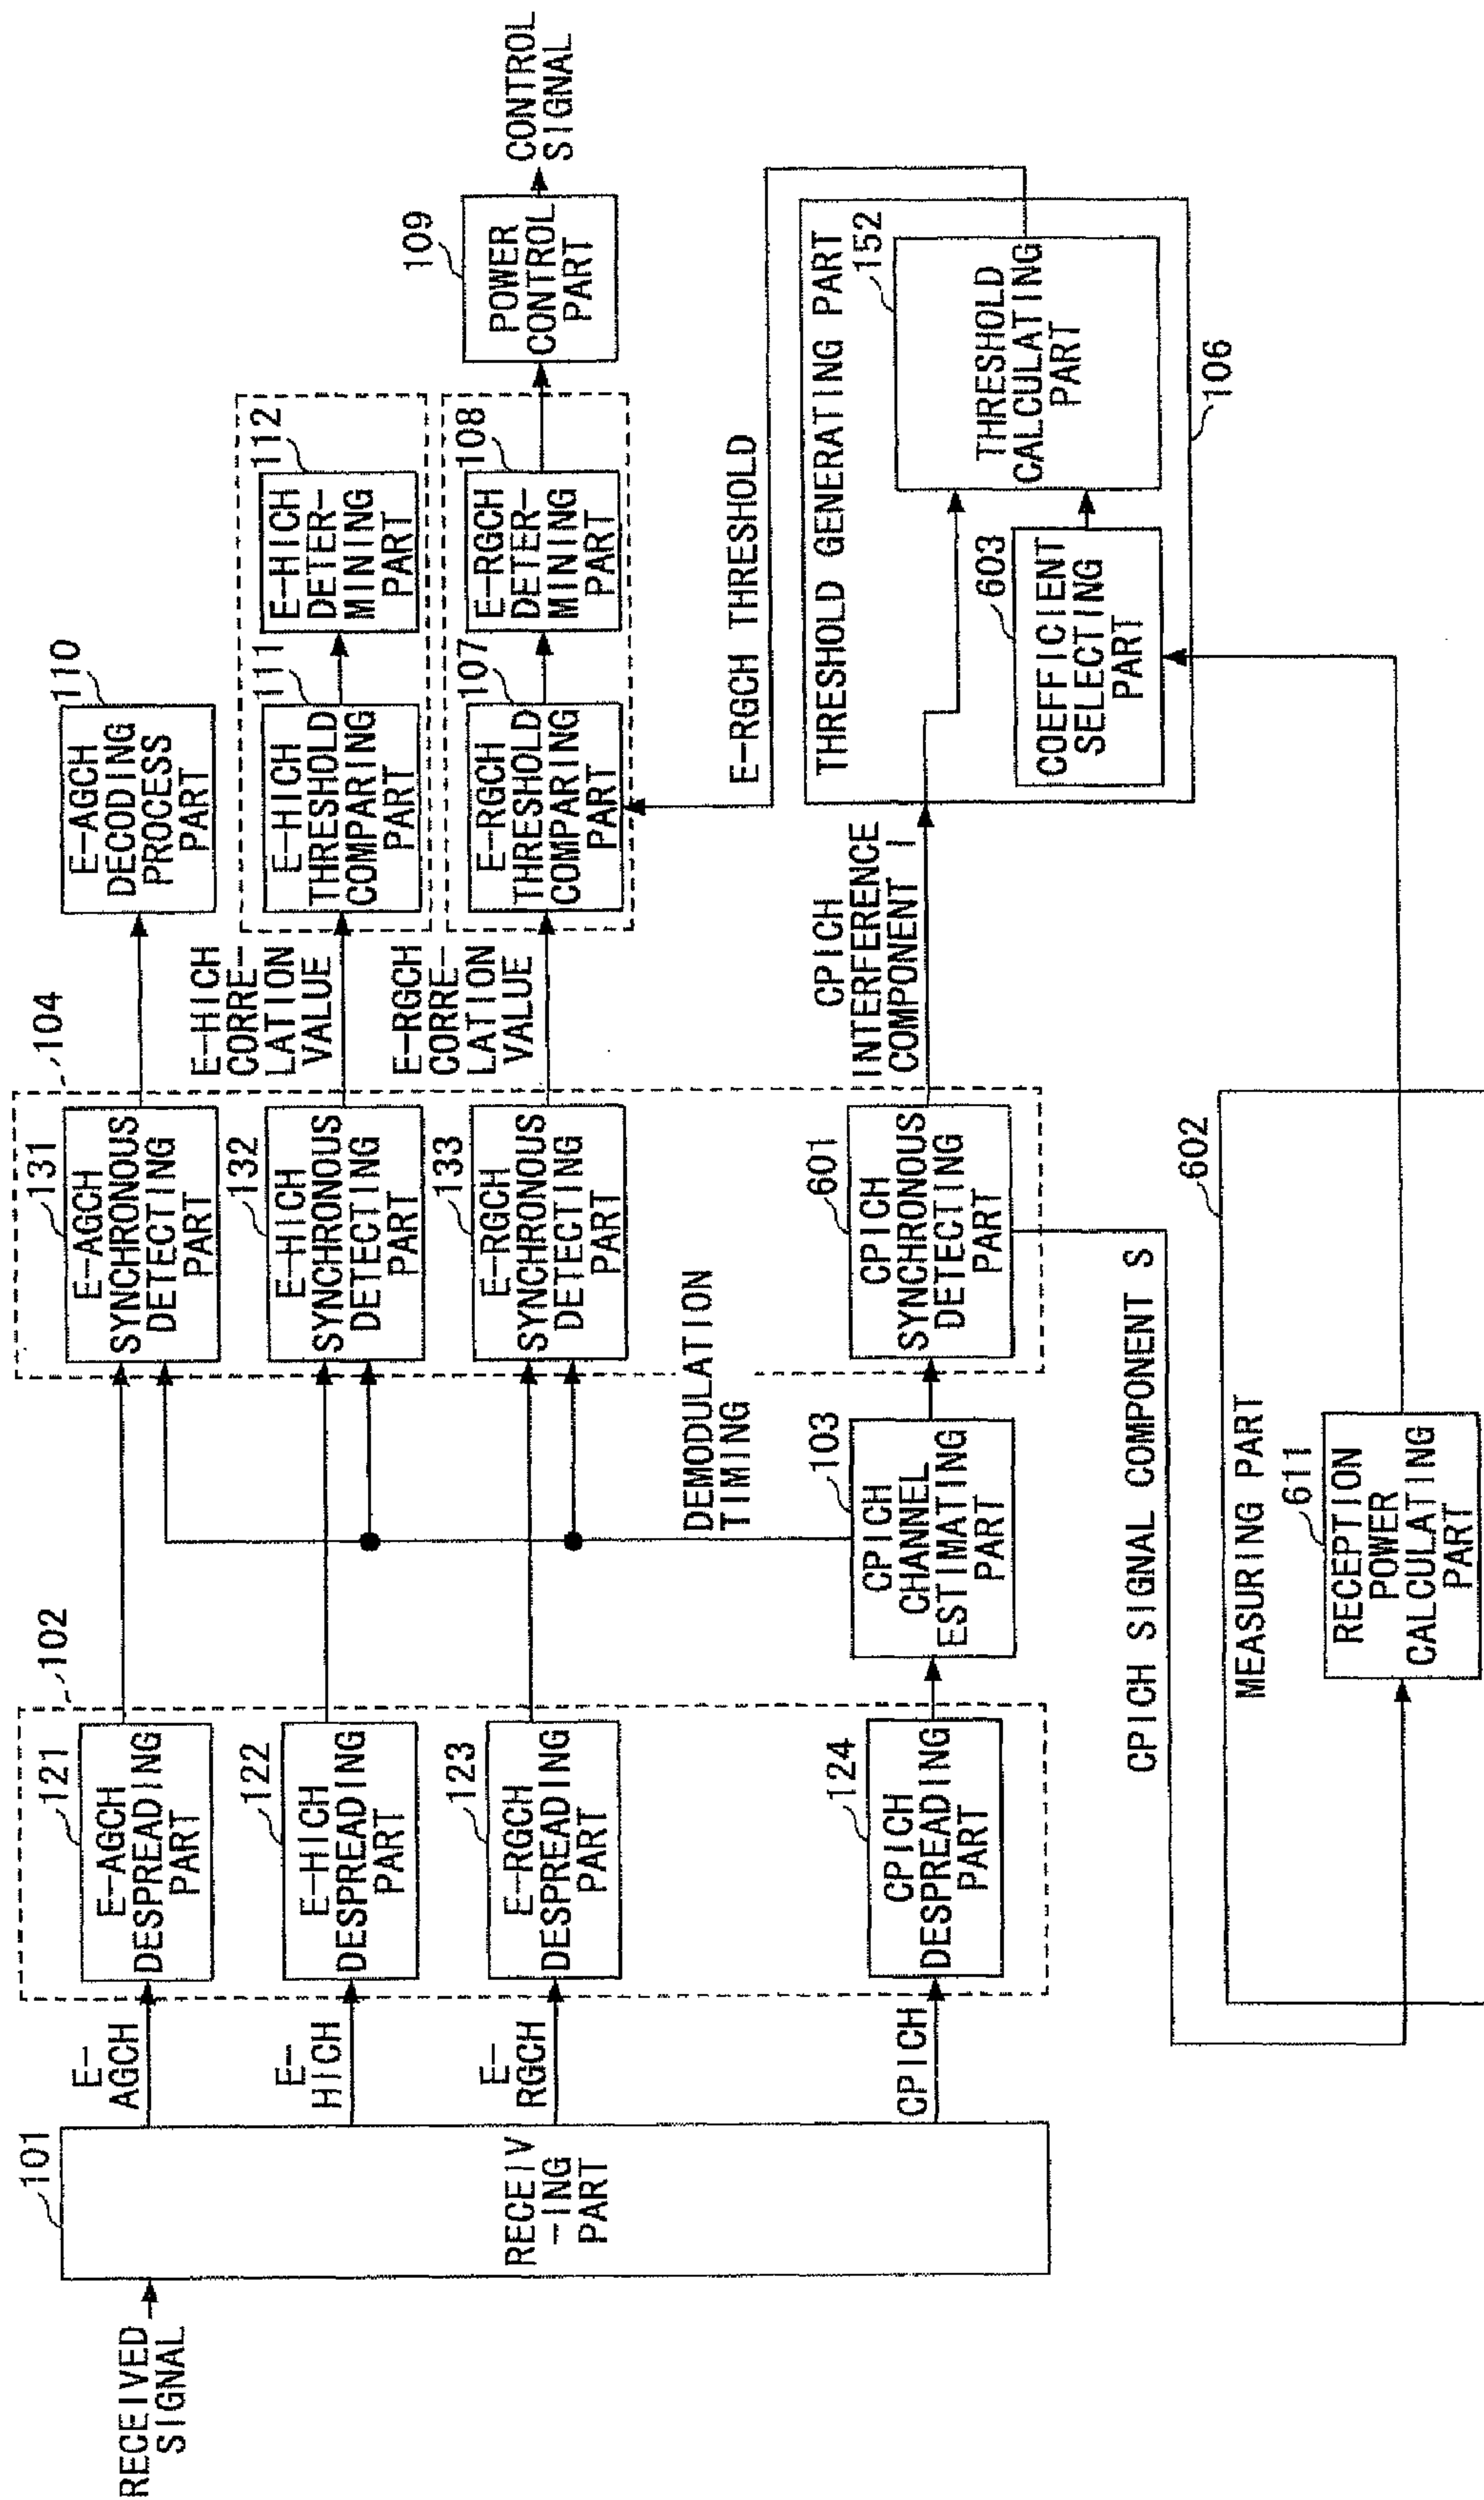 RECEIVED
SIGNAL
101
RECEIV
-ING
PART
E-
AGCH
E-
HICH
E-
RGCH
CPICH
102
121
E-AGCH
DESPREADING
PART
122
E-HICH
DESPREADING
PART
123
E-RGCH
DESPREADING
PART
124
CPICH
DESPREADING
PART
103
CPICH
CHANNEL
ESTIMATING
PART
DEMODULATION
TIMING
104
131
E-AGCH
SYNCHRONOUS
DETECTING
PART
132
E-HICH
SYNCHRONOUS
DETECTING
PART
133
E-RGCH
SYNCHRONOUS
DETECTING
PART
601
CPICH
SYNCHRONOUS
DETECTING
PART
E-HICH
CORRE-
LATION
VALUE
E-RGCH
CORRE-
LATION
VALUE
CPICH
INTERFERENCE
COMPONENT I
CPICH SIGNAL COMPONENT S
602
MEASURING PART
611
RECEPTION
POWER
CALCULATING
PART
110
E-AGCH
DECODING
PROCESS
PART
111
E-HICH
THRESHOLD
COMPARING
PART
112
E-HICH
DETER-
MINING
PART
107
E-RGCH
THRESHOLD
COMPARING
PART
108
E-RGCH
DETER-
MINING
PART
109
POWER
CONTROL
PART
CONTROL
SIGNAL
E-RGCH THRESHOLD
THRESHOLD GENERATING PART
603
COEFFICIENT
SELECTING
PART
152
THRESHOLD
CALCULATING
PART
106